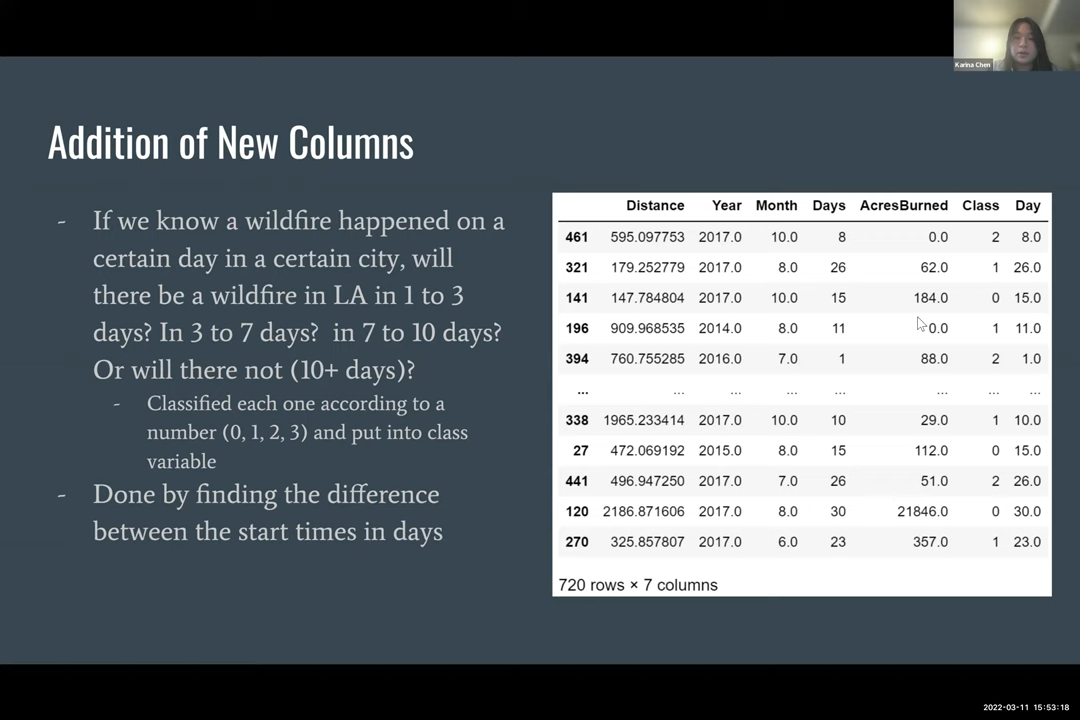 Karina Chen
Addition of New Columns
- If we know a wildfire happened on a
certain day in a certain city, will
there be a wildfire in LA in 1 to 3
days? In 3 to 7 days? in 7 to 10 days?
Or will there not (10+ days)?
- Classified each one according to a
number (0, 1, 2, 3) and put into class
variable
- Done by finding the difference
between the start times in days
Distance Year Month Days AcresBurned Class Day
461 595.097753 2017.0 10.0 8 0.0 2 8.0
321 179.252779 2017.0 8.0 26 62.0 1 26.0
141 147.784804 2017.0 10.0 15 184.0 0 15.0
196 909.968535 2014.0 8.0 11 0.0 1 11.0
394 760.755285 2016.0 7.0 1 88.0 2 1.0
... ... ... ... ... ... ... ...
338 1965.233414 2017.0 10.0 10 29.0 1 10.0
27 472.069192 2015.0 8.0 15 112.0 0 15.0
441 496.947250 2017.0 7.0 26 51.0 2 26.0
120 2186.871606 2017.0 8.0 30 21846.0 0 30.0
270 325.857807 2017.0 6.0 23 357.0 1 23.0
720 rows × 7 columns
2022-03-11 15:53:18